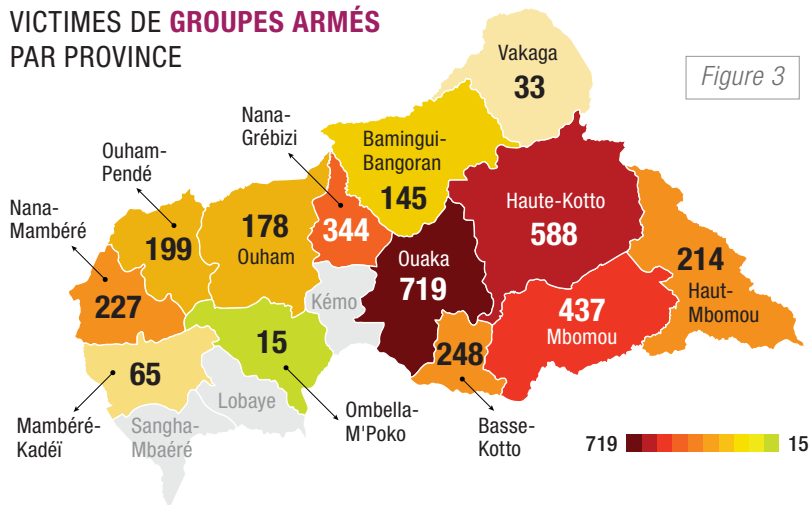 VICTIMES DE GROUPES ARMÉS
PAR PROVINCE
Figure 3
Vakaga
33
Nana-
Grébizi
Bamingui-
Bangoran
145
Ouham-
Pendé
Haute-Kotto
588
Nana-
Mambéré
178
Ouham
344
199
Ouaka
719
214
Haut-
Mbomou
227
Kémo
437
Mbomou
15
248
65
Lobaye
Ombella-
M'Poko
Basse-
Kotto
Mambéré-
Kadéï
Sangha-
Mbaéré
719 15